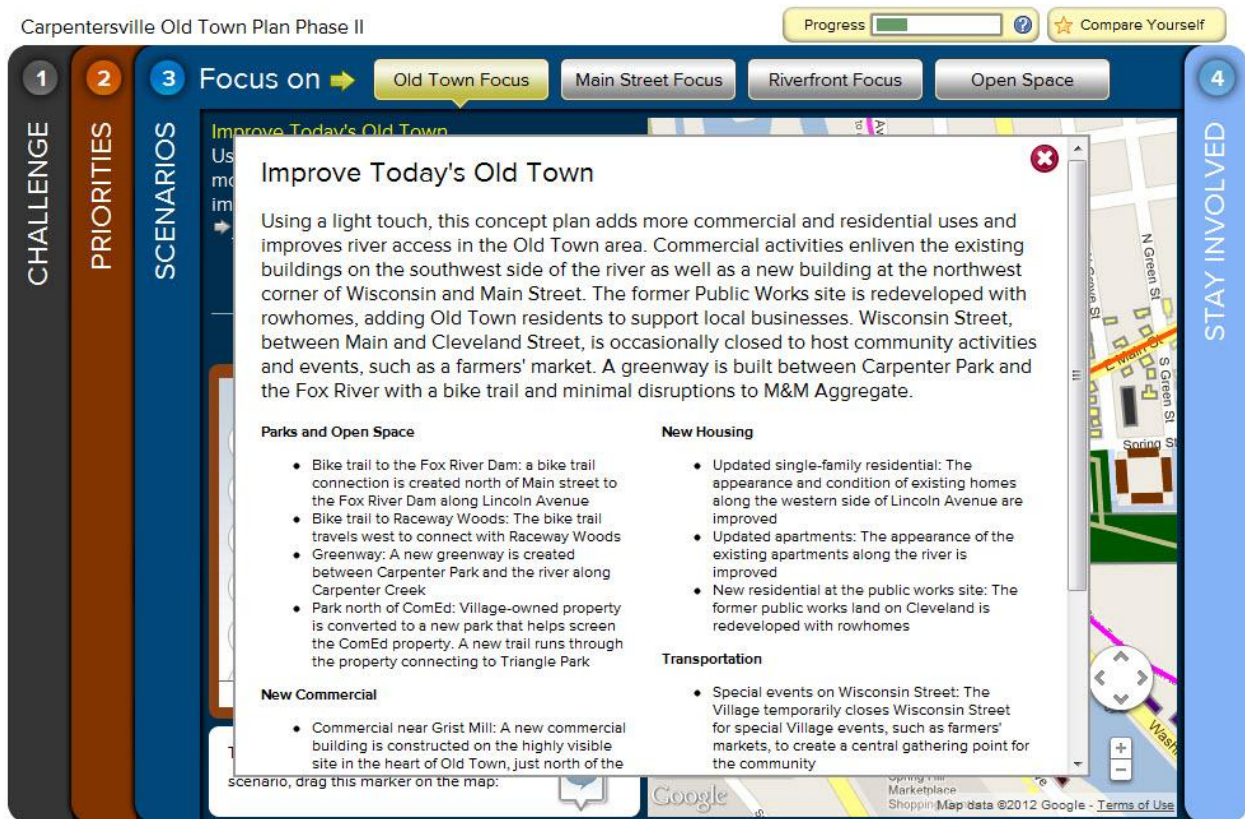 Carpentersville Old Town Plan Phase II
Progress
?
Compare Yourself
1
CHALLENGE
2
PRIORITIES
3
SCENARIOS
Focus on
Old Town Focus
Main Street Focus
Riverfront Focus
Open Space
4
STAY INVOLVED
Improve Today's Old Town
Us
mo
im
Improve Today's Old Town
Using a light touch, this concept plan adds more commercial and residential uses and
improves river access in the Old Town area. Commercial activities enliven the existing
buildings on the southwest side of the river as well as a new building at the northwest
corner of Wisconsin and Main Street. The former Public Works site is redeveloped with
rowhomes, adding Old Town residents to support local businesses. Wisconsin Street,
between Main and Cleveland Street, is occasionally closed to host community activities
and events, such as a farmers' market. A greenway is built between Carpenter Park and
the Fox River with a bike trail and minimal disruptions to M&M Aggregate.
Parks and Open Space
• Bike trail to the Fox River Dam: a bike trail
connection is created north of Main street to
the Fox River Dam along Lincoln Avenue
• Bike trail to Raceway Woods: The bike trail
travels west to connect with Raceway Woods
• Greenway: A new greenway is created
between Carpenter Park and the river along
Carpenter Creek
• Park north of ComEd: Village-owned property
is converted to a new park that helps screen
the ComEd property. A new trail runs through
the property connecting to Triangle Park
New Commercial
• Commercial near Grist Mill: A new commercial
building is constructed on the highly visible
site in the heart of Old Town, just north of the
New Housing
• Updated single-family residential: The
appearance and condition of existing homes
along the western side of Lincoln Avenue are
improved
• Updated apartments: The appearance of the
existing apartments along the river is
improved
• New residential at the public works site: The
former public works land on Cleveland is
redeveloped with rowhomes
Transportation
• Special events on Wisconsin Street: The
Village temporarily closes Wisconsin Street
for special Village events, such as farmers'
markets, to create a central gathering point for
the community
scenario, drag this marker on the map:
N Green St
E Main St
S Green St
Spring St
Wash
+
−
Google
Spring Hill
Marketplace
Shopping
Map data ©2012 Google - Terms of Use